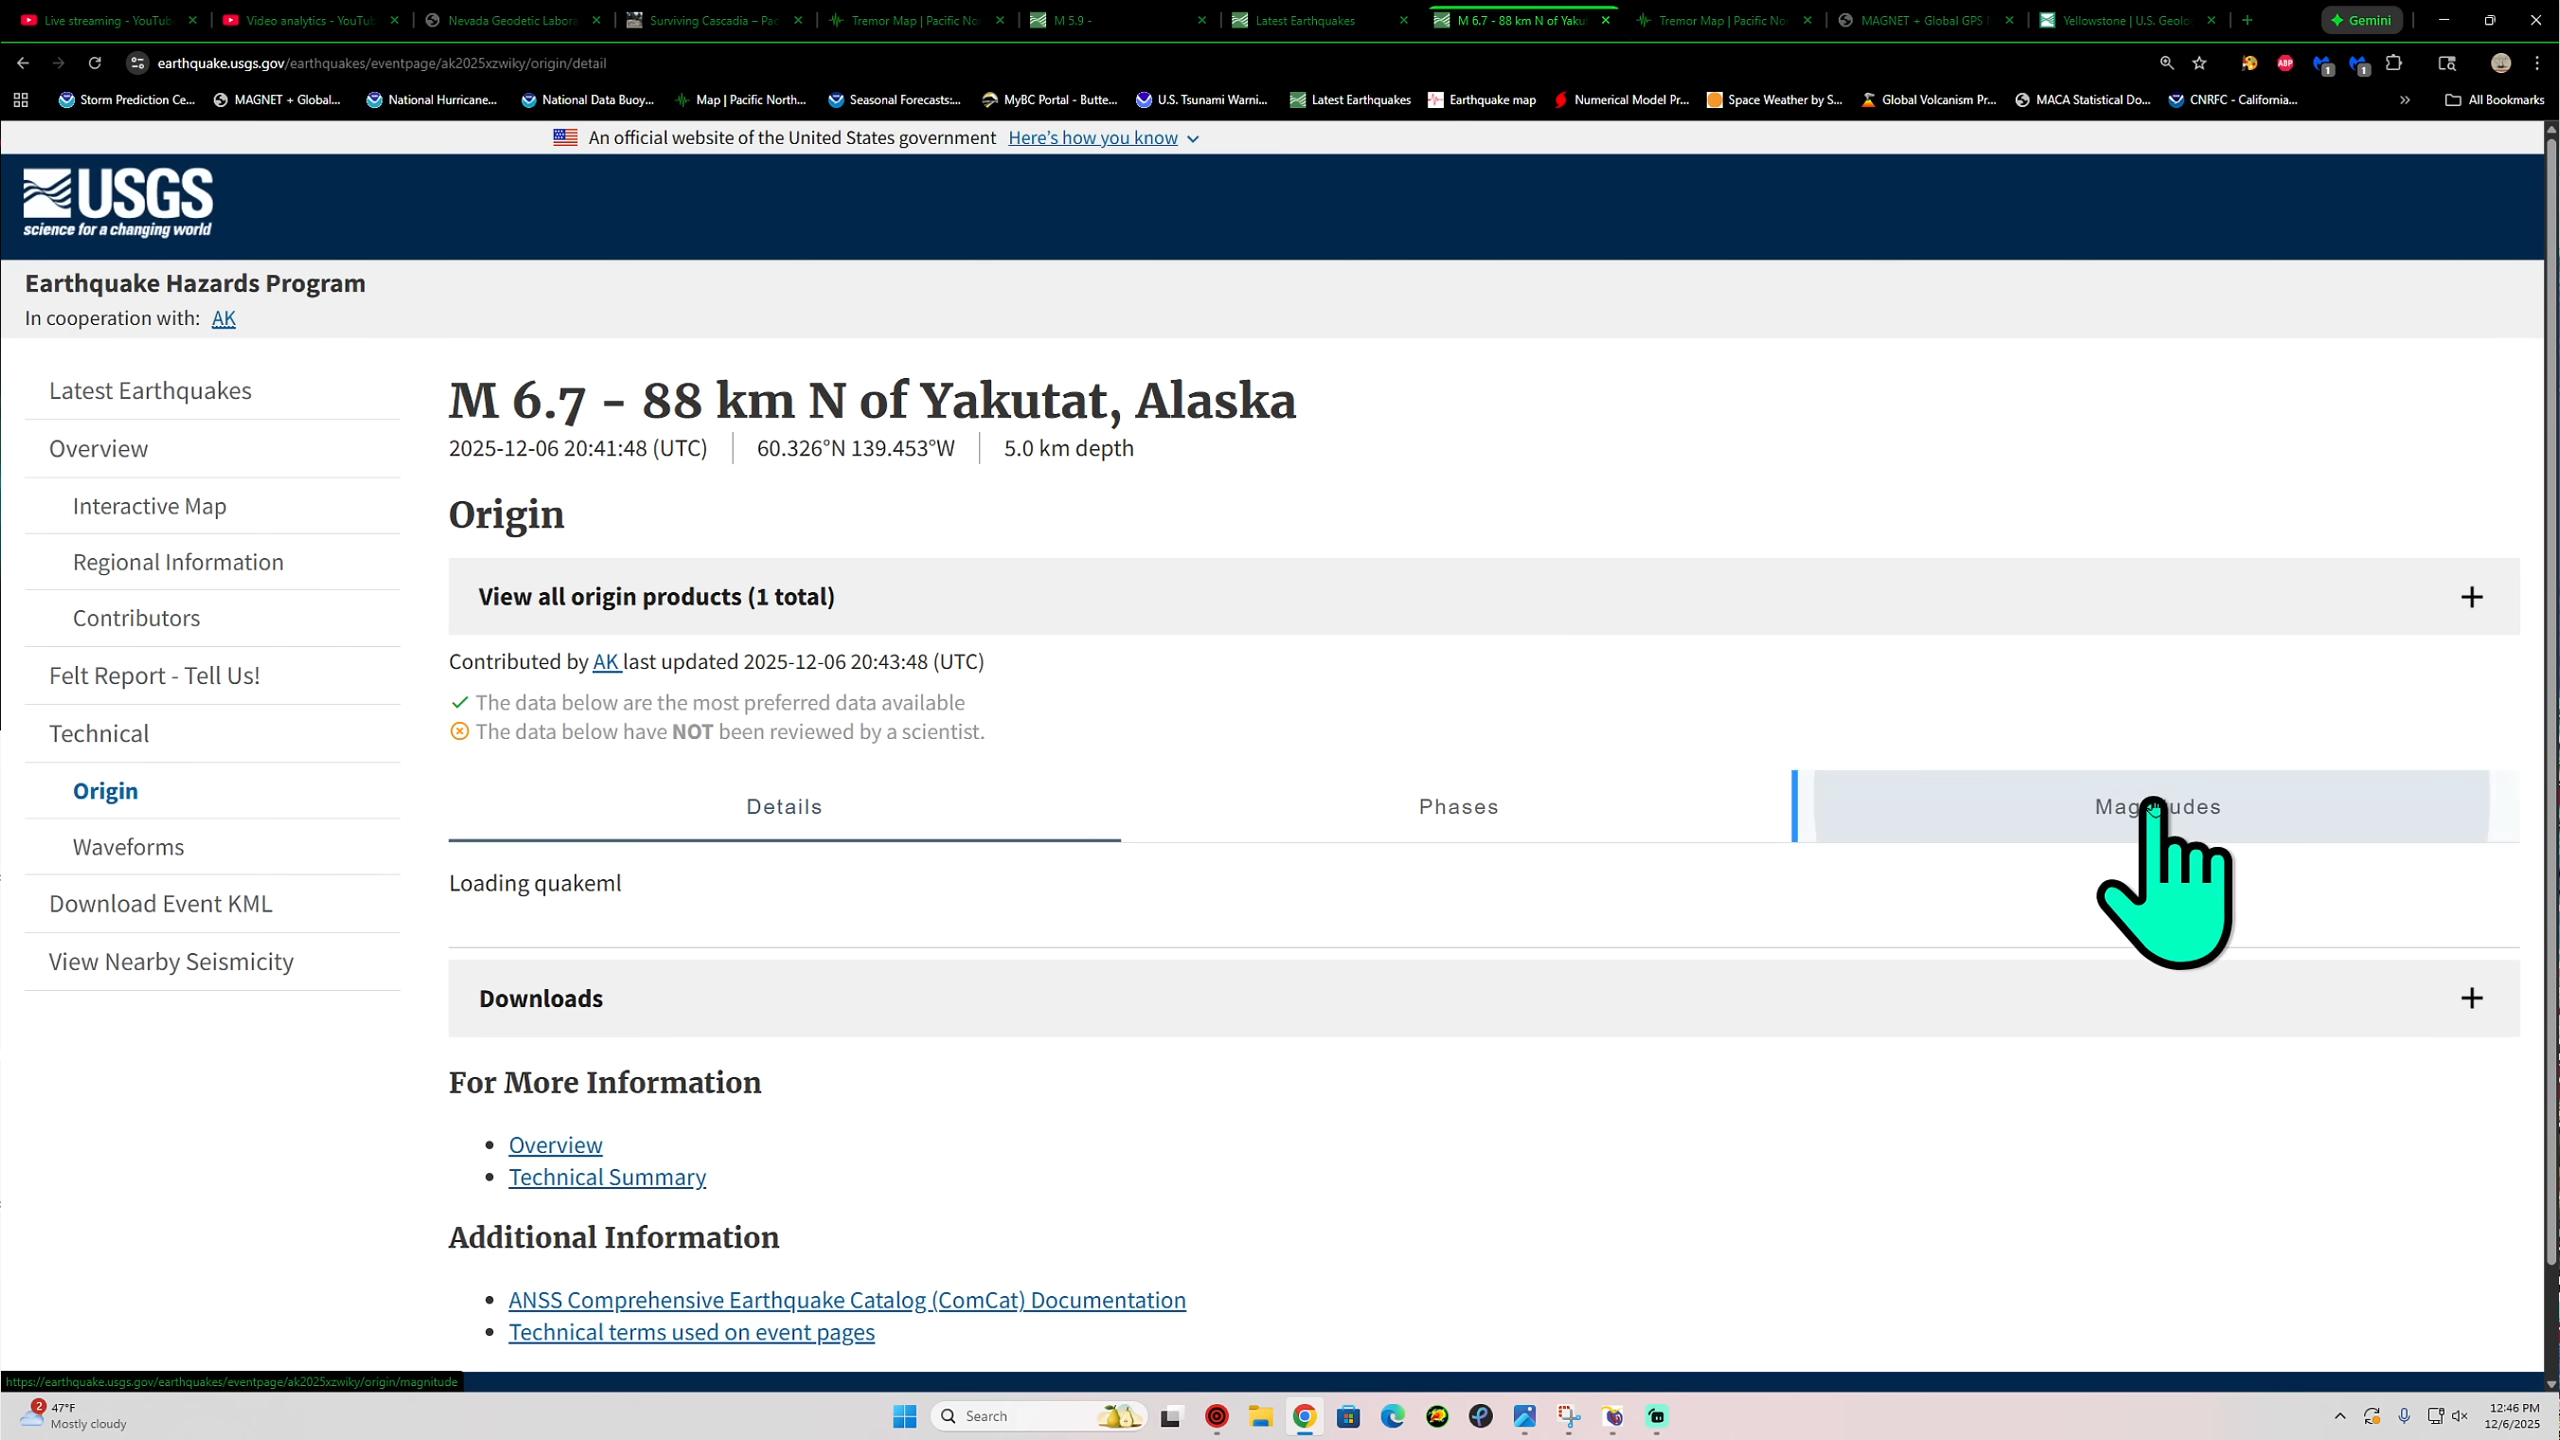 Live streaming - YouTub
Video analytics - YouTub
Nevada Geodetic Labora
Surviving Cascadia – Pac
Tremor Map | Pacific No
M 5.9 -
Latest Earthquakes
M 6.7 - 88 km N of Yaku
Tremor Map | Pacific No
MAGNET + Global GPS
Yellowstone | U.S. Geolo
Gemini
earthquake.usgs.gov/earthquakes/eventpage/ak2025xzwiky/origin/detail
ABP
1
1
Storm Prediction Ce...
MAGNET + Global...
National Hurricane...
National Data Buoy...
Map | Pacific North...
Seasonal Forecasts:...
MyBC Portal - Butte...
U.S. Tsunami Warni...
Latest Earthquakes
Earthquake map
Numerical Model Pr...
Space Weather by S...
Global Volcanism Pr...
MACA Statistical Do...
CNRFC - California...
All Bookmarks
An official website of the United States government Here's how you know
USGS
science for a changing world
Earthquake Hazards Program
In cooperation with: AK
Latest Earthquakes
Overview
Interactive Map
Regional Information
Contributors
Felt Report - Tell Us!
Technical
Origin
Waveforms
Download Event KML
View Nearby Seismicity
M 6.7 - 88 km N of Yakutat, Alaska
2025-12-06 20:41:48 (UTC) 60.326°N 139.453°W 5.0 km depth
Origin
View all origin products (1 total)
Contributed by AK last updated 2025-12-06 20:43:48 (UTC)
The data below are the most preferred data available
The data below have NOT been reviewed by a scientist.
Details Phases Magnitudes
Loading quakeml
Downloads
For More Information
Overview
Technical Summary
Additional Information
ANSS Comprehensive Earthquake Catalog (ComCat) Documentation
Technical terms used on event pages
https://earthquake.usgs.gov/earthquakes/eventpage/ak2025xzwiky/origin/magnitude
2
47°F
Mostly cloudy
Search
12:46 PM
12/6/2025